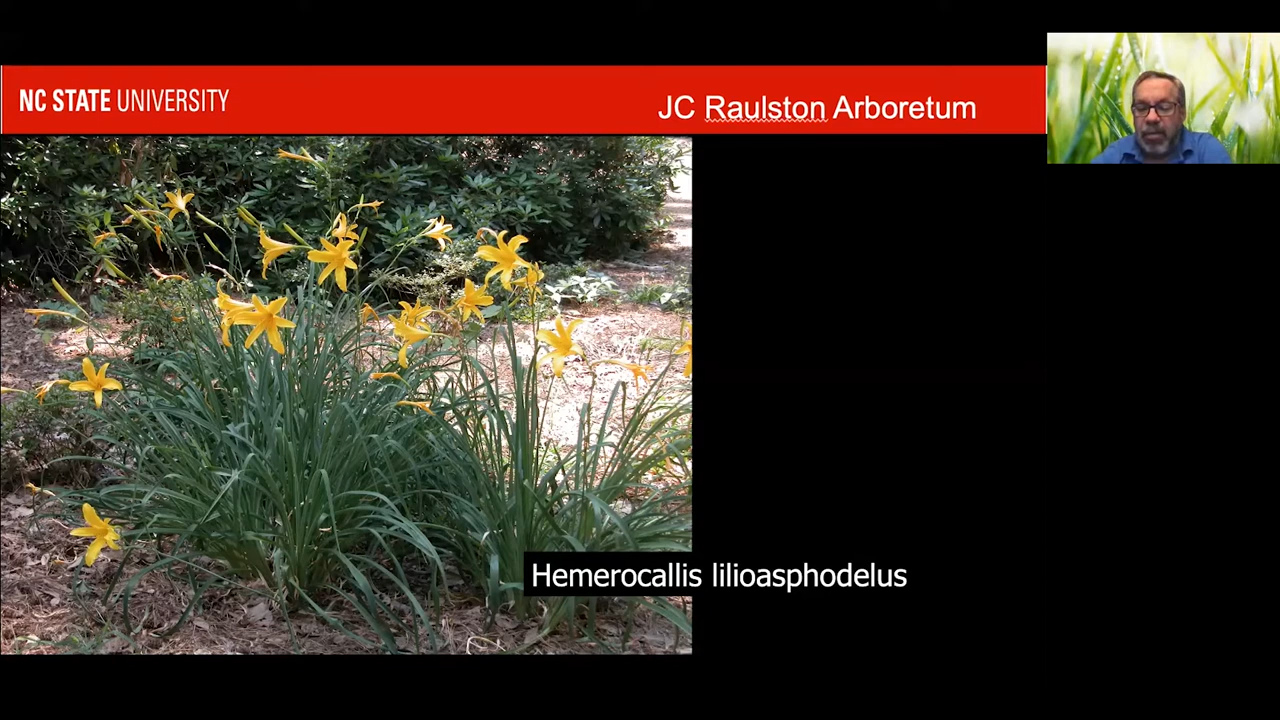 NC STATE UNIVERSITY
JC Raulston Arboretum
Hemerocallis lilioasphodelus